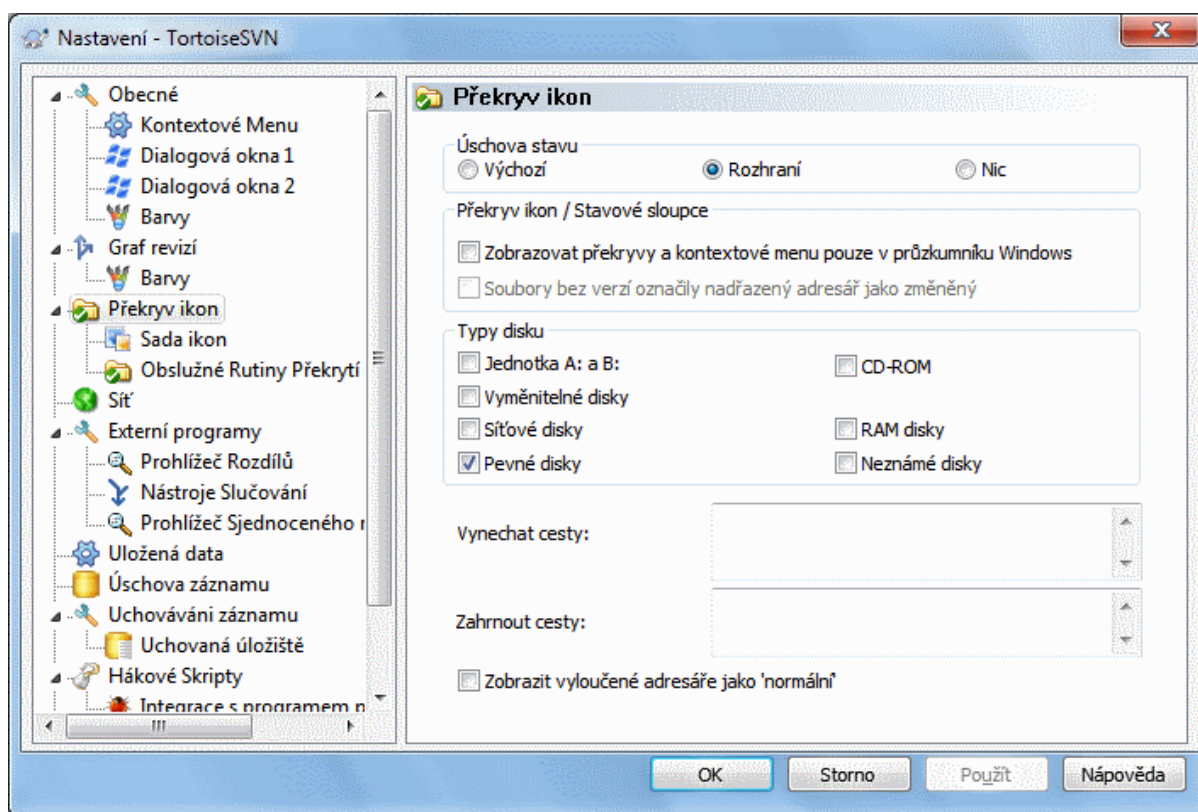 Nastavení - TortoiseSVN
Obecné
Kontextové Menu
Dialogová okna 1
Dialogová okna 2
Barvy
Graf revizí
Barvy
Překryv ikon
Sada ikon
Obslužné Rutiny Překrytí
Síť
Externí programy
Prohlížeč Rozdílů
Nástroje Slučování
Prohlížeč Sjednoceného r
Uložená data
Úschova záznamu
Uchováváni záznamu
Uchovaná úložiště
Hákové Skripty
Integrace s programem p
Překryv ikon
Úschova stavu
Výchozí Rozhraní Nic
Překryv ikon / Stavové sloupce
Zobrazovat překryvy a kontextové menu pouze v průzkumníku Windows
Soubory bez verzí označily nadřazený adresář jako změněný
Typy disku
Jednotka A: a B: CD-ROM
Vyměnitelné disky
Síťové disky RAM disky
Pevné disky Neznámé disky
Vynechat cesty:
Zahrnout cesty:
Zobrazit vyloučené adresáře jako 'normální'
OK Storno Použít Nápověda